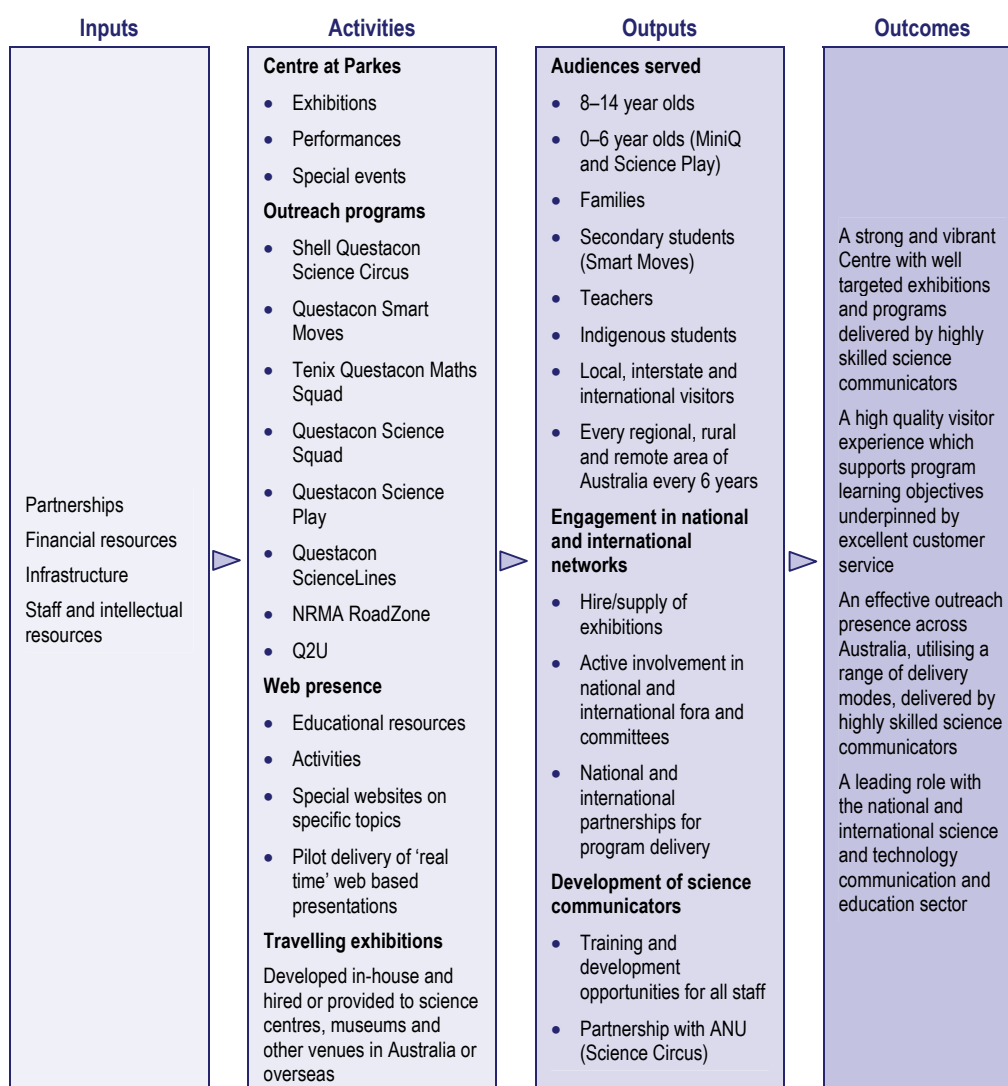 Inputs
Partnerships
Financial resources
Infrastructure
Staff and intellectual
resources
Activities
Centre at Parkes
• Exhibitions
• Performances
• Special events
Outreach programs
• Shell Questacon
Science Circus
• Questacon Smart
Moves
• Tenix Questacon Maths
Squad
• Questacon Science
Squad
• Questacon Science
Play
• Questacon
ScienceLines
• NRMA RoadZone
• Q2U
Web presence
• Educational resources
• Activities
• Special websites on
specific topics
• Pilot delivery of ‘real
time’ web based
presentations
Travelling exhibitions
Developed in-house and
hired or provided to science
centres, museums and
other venues in Australia or
overseas
Outputs
Audiences served
• 8–14 year olds
• 0–6 year olds (MiniQ
and Science Play)
• Families
• Secondary students
(Smart Moves)
• Teachers
• Indigenous students
• Local, interstate and
international visitors
• Every regional, rural
and remote area of
Australia every 6 years
Engagement in national
and international
networks
• Hire/supply of
exhibitions
• Active involvement in
national and
international fora and
committees
• National and
international
partnerships for
program delivery
Development of science
communicators
• Training and
development
opportunities for all staff
• Partnership with ANU
(Science Circus)
Outcomes
A strong and vibrant
Centre with well
targeted exhibitions
and programs
delivered by highly
skilled science
communicators
A high quality visitor
experience which
supports program
learning objectives
underpinned by
excellent customer
service
An effective outreach
presence across
Australia, utilising a
range of delivery
modes, delivered by
highly skilled science
communicators
A leading role with
the national and
international science
and technology
communication and
education sector